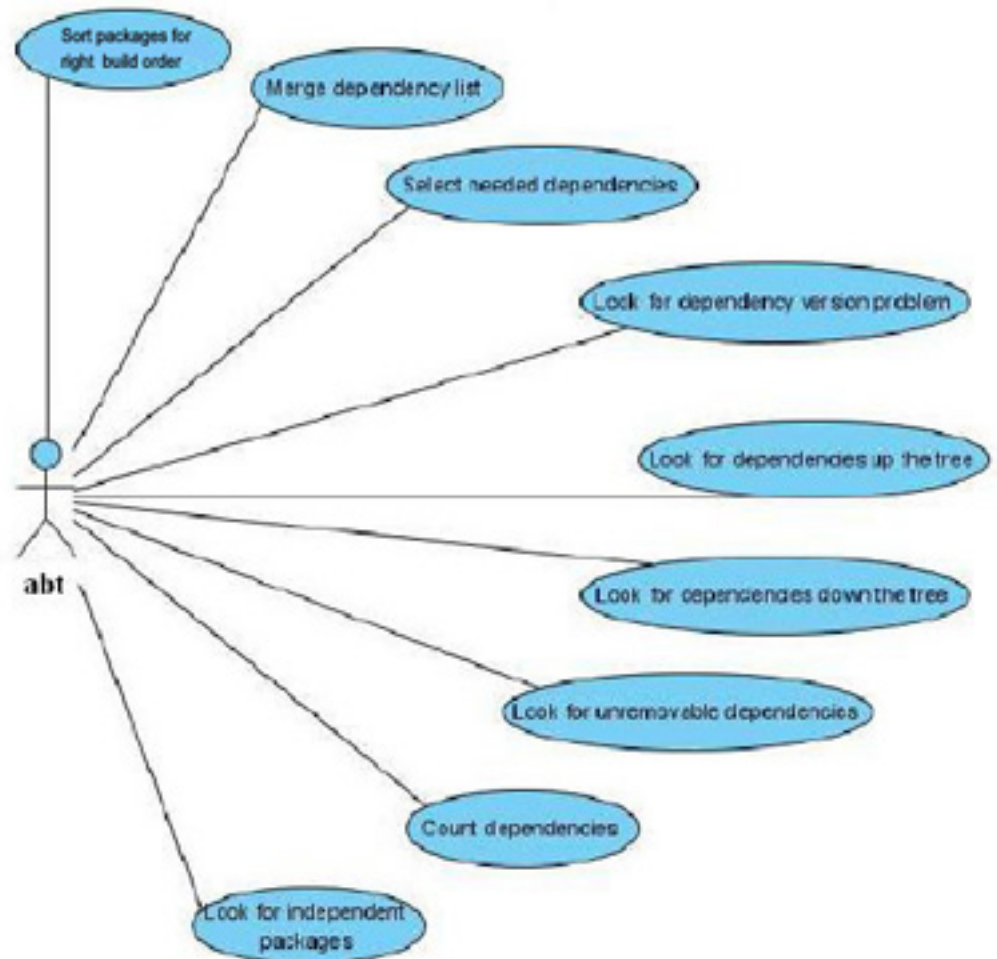 Sort packages for
right build order
Merge dependency list
Select needed dependencies
Look for dependency version problem
Look for dependencies up the tree
Look for dependencies down the tree
Look for unremovable dependencies
Count dependencies
Look for independent
packages
abt